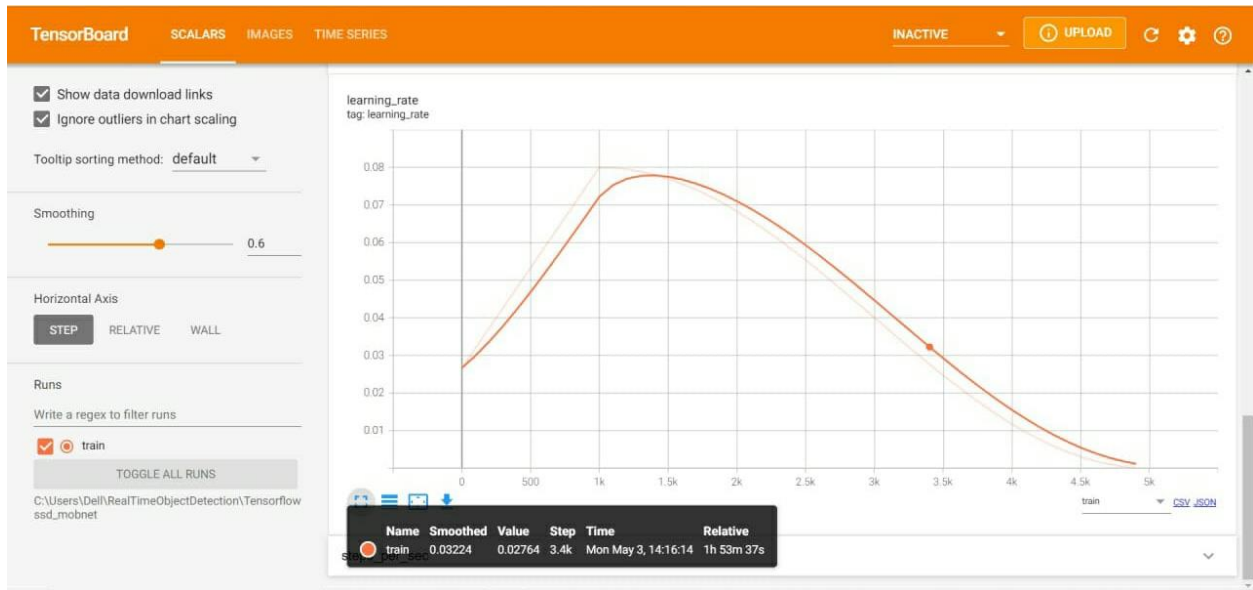 TensorBoard SCALARS IMAGES TIME SERIES INACTIVE UPLOAD
Show data download links
Ignore outliers in chart scaling
Tooltip sorting method: default
Smoothing
0.6
Horizontal Axis
STEP RELATIVE WALL
Runs
Write a regex to filter runs
train
TOGGLE ALL RUNS
C:\Users\Dell\RealTimeObjectDetection\Tensorflow
ssd_mobnet
learning_rate
tag: learning_rate
0.08
0.07
0.06
0.05
0.04
0.03
0.02
0.01
0 500 1k 1.5k 2k 2.5k 3k 3.5k 4k 4.5k 5k
train CSV JSON
Name Smoothed Value Step Time Relative
train 0.03224 0.02764 3.4k Mon May 3, 14:16:14 1h 53m 37s